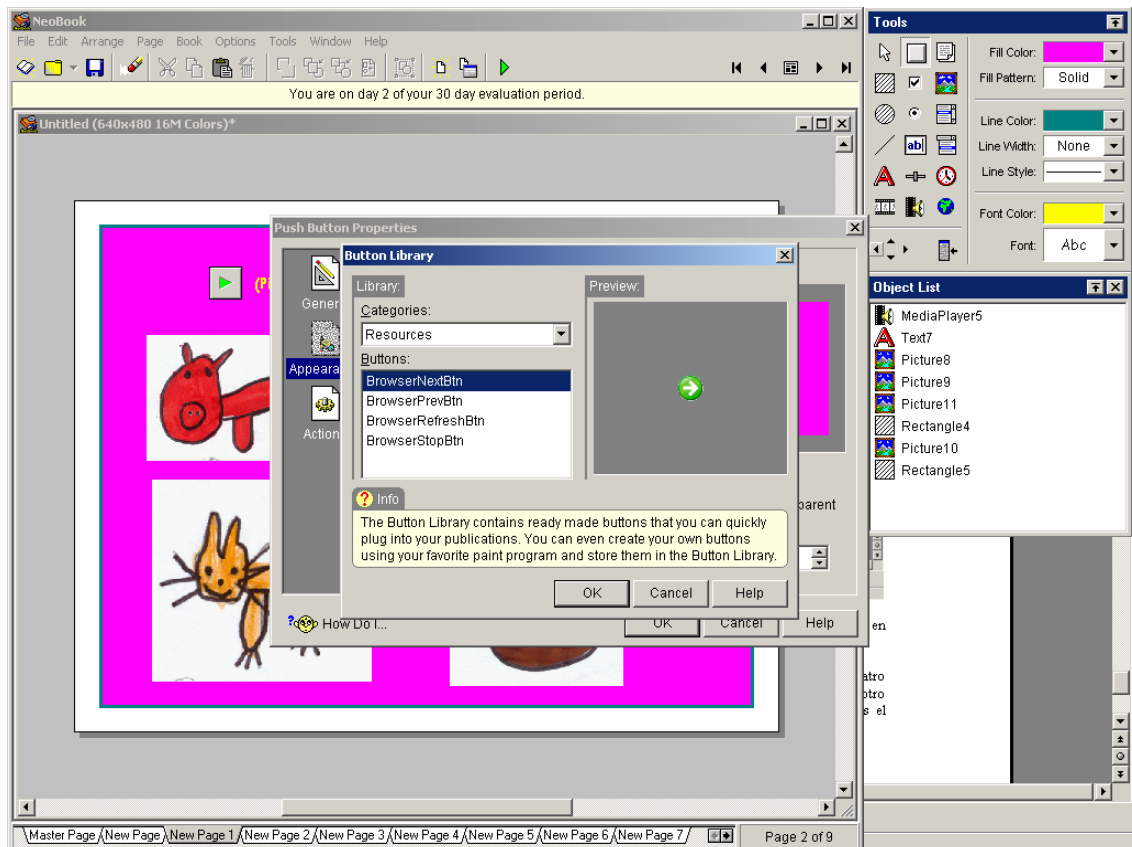 NeoBook
File Edit Arrange Page Book Options Tools Window Help
You are on day 2 of your 30 day evaluation period.
Untitled (640x480 16M Colors)*
Push Button Properties
Gener
Appeara
Action
Button Library
Library:
Categories:
Resources
Buttons:
BrowserNextBtn
BrowserPrevBtn
BrowserRefreshBtn
BrowserStopBtn
Preview:
Info
The Button Library contains ready made buttons that you can quickly
plug into your publications. You can even create your own buttons
using your favorite paint program and store them in the Button Library.
OK Cancel Help
parent
How Do I...
OK Cancel Help
(Pi
Master Page New Page New Page 1 New Page 2 New Page 3 New Page 4 New Page 5 New Page 6 New Page 7
Page 2 of 9
Tools
Fill Color:
Fill Pattern: Solid
Line Color:
Line Width: None
Line Style:
Font Color:
Font: Abc
ab
A
Object List
MediaPlayer5
Text7
Picture8
Picture9
Picture11
Rectangle4
Picture10
Rectangle5
en
atro
otro
s el